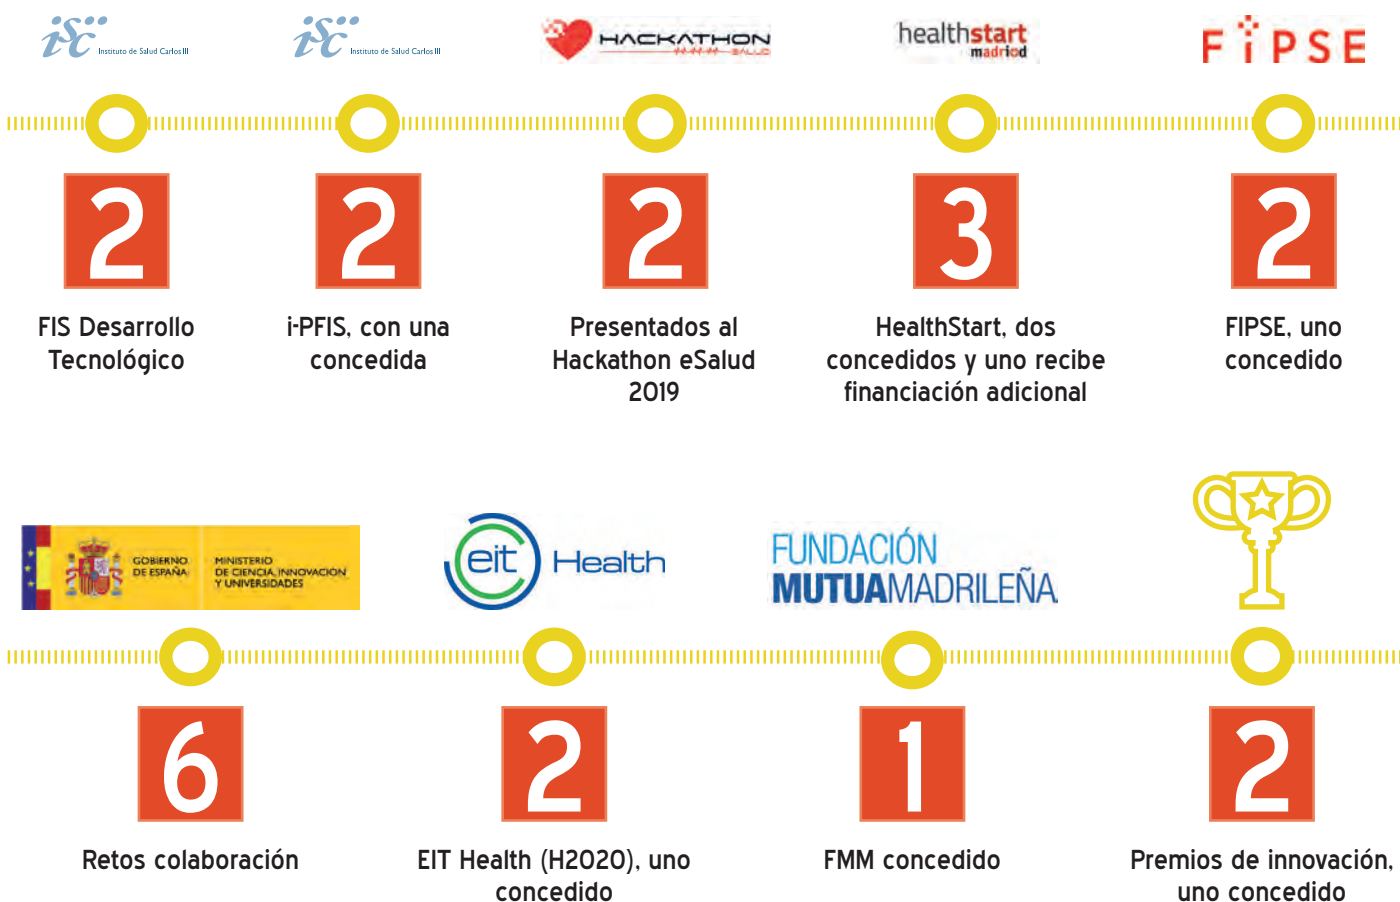 isc Instituto de Salud Carlos III
isc Instituto de Salud Carlos III
HACKATHON
SALUD
healthstart
madriod
FiPSE
2
2
2
3
2
FIS Desarrollo
Tecnológico
i-PFIS, con una
concedida
Presentados al
Hackathon eSalud
2019
HealthStart, dos
concedidos y uno recibe
financiación adicional
FIPSE, uno
concedido
GOBIERNO
DE ESPAÑA
MINISTERIO
DE CIENCIA, INNOVACIÓN
Y UNIVERSIDADES
eit Health
FUNDACIÓN
MUTUAMADRILEÑA
6
2
1
2
Retos colaboración
EIT Health (H2020), uno
concedido
FMM concedido
Premios de innovación,
uno concedido